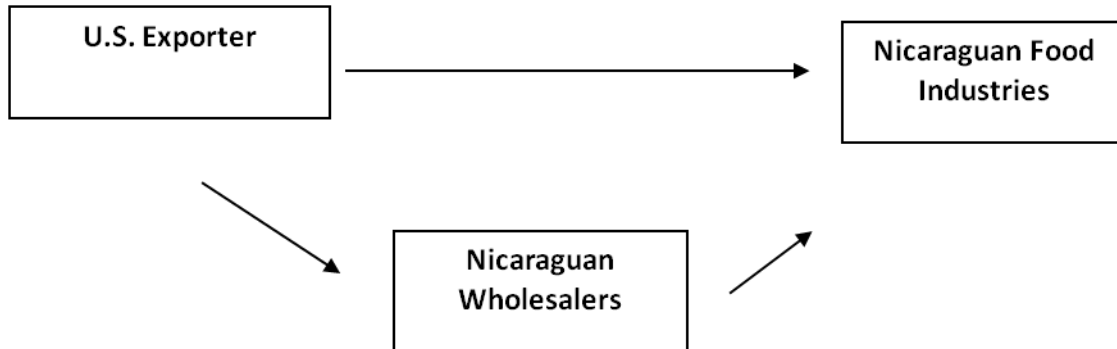 U.S. Exporter
Nicaraguan Food
Industries
Nicaraguan
Wholesalers